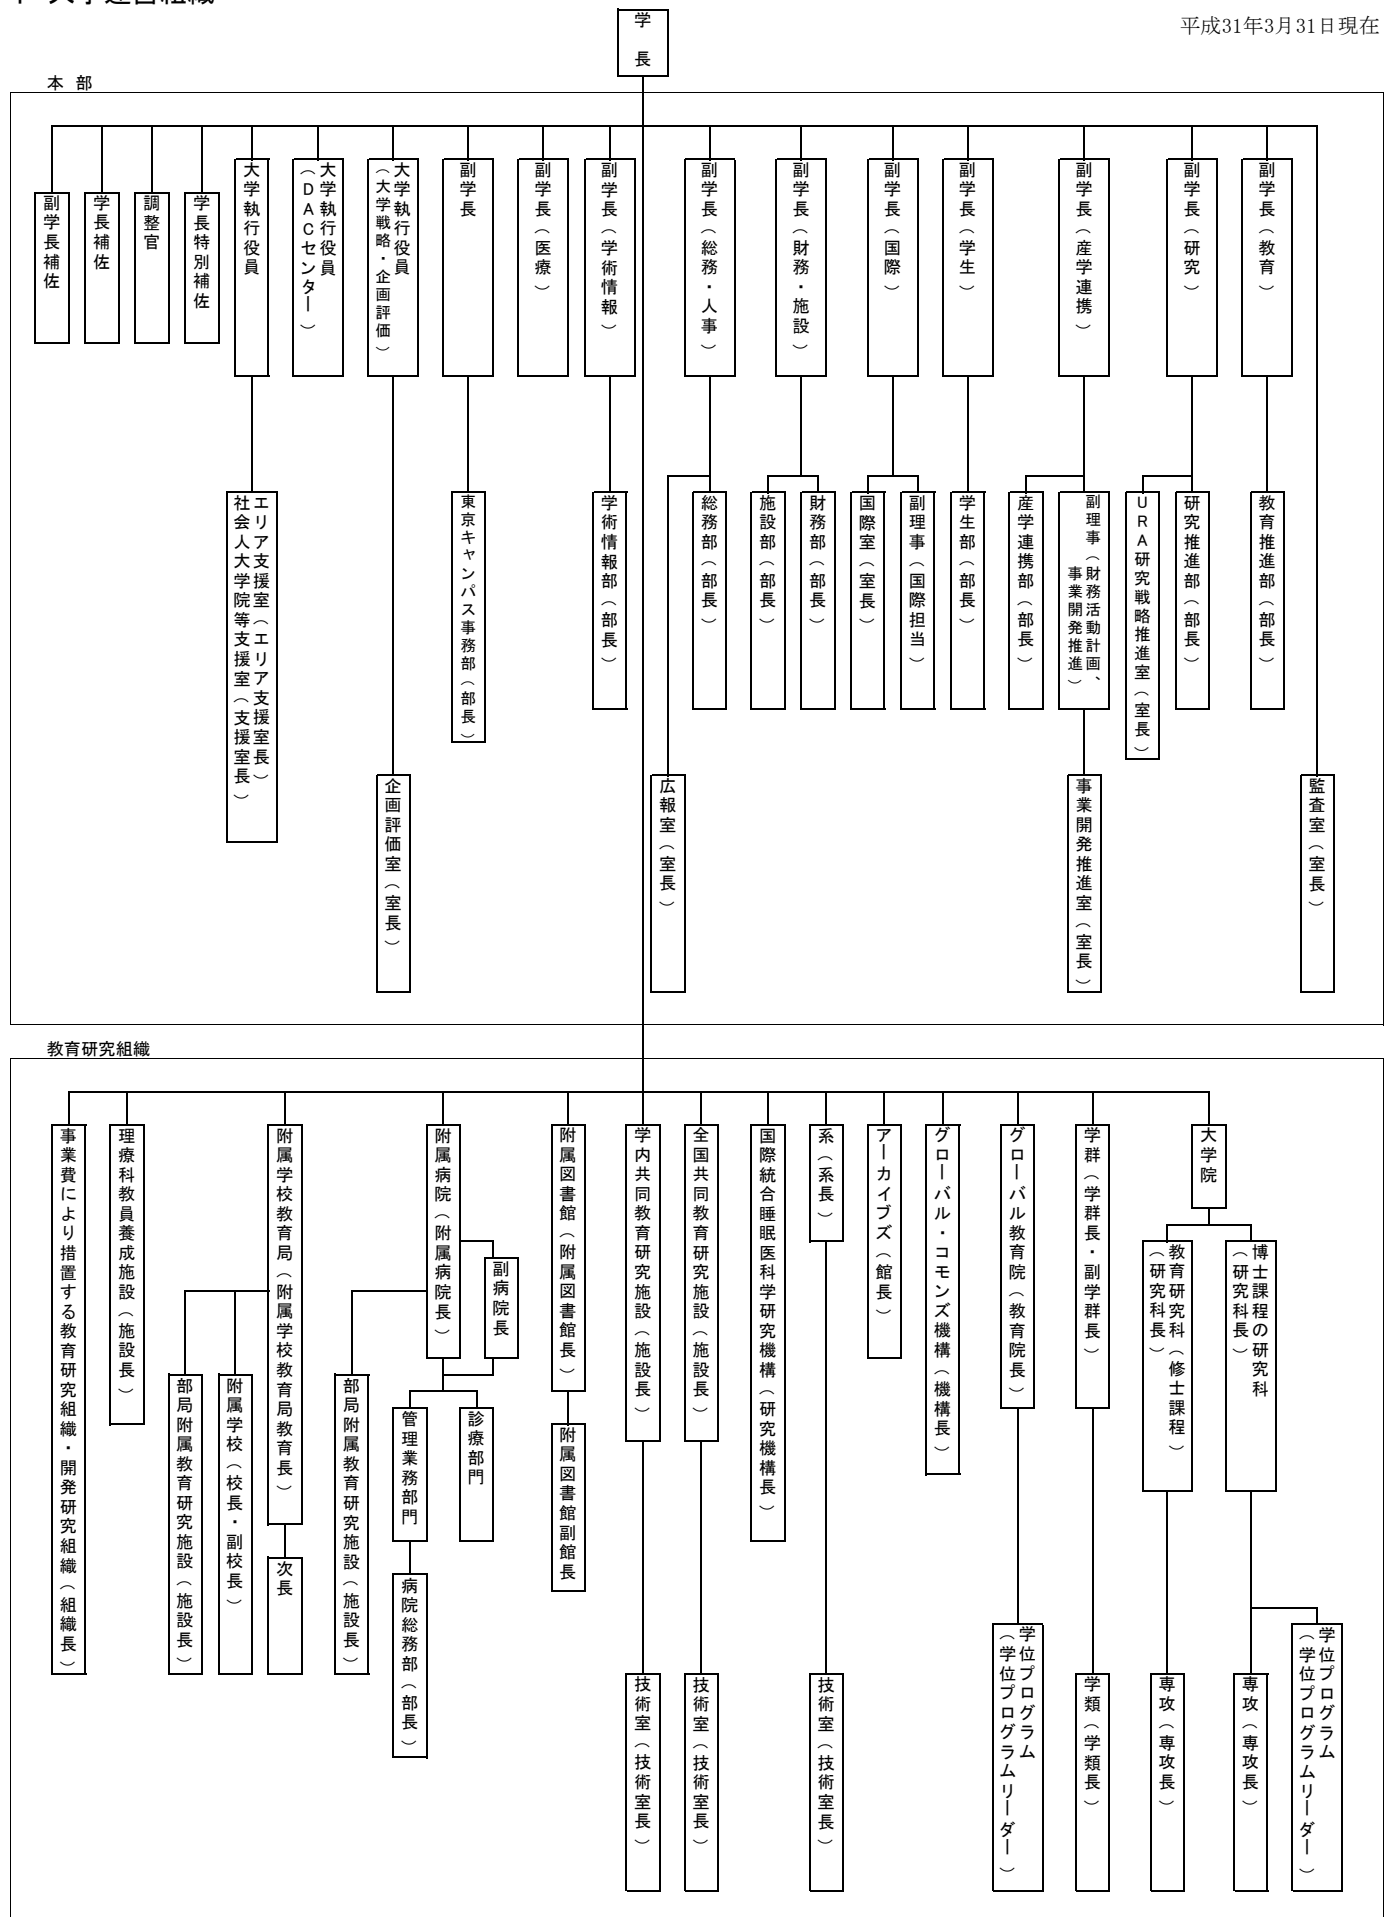 平成31年3月31日現在
学長
本 部
副学長補佐
学長補佐
調整官
学長特別補佐
大学執行役員
大学執行役員
（ＤＡＣセンター）
大学執行役員
（大学戦略・企画評価）
副学長
副学長（医療）
副学長（学術情報）
副学長（総務・人事）
副学長（財務・施設）
副学長（国際）
副学長（学生）
副学長（産学連携）
副学長（研究）
副学長（教育）
エリア支援室（エリア支援室長）
社会人大学院等支援室（支援室長）
東京キャンパス事務部（部長）
学術情報部（部長）
総務部（部長）
施設部（部長）
財務部（部長）
国際室（室長）
副理事（国際担当）
学生部（部長）
産学連携部（部長）
副理事（財務活動計画、
事業開発推進）
ＵＲＡ研究戦略推進室（室長）
研究推進部（部長）
教育推進部（部長）
企画評価室（室長）
広報室（室長）
事業開発推進室（室長）
監査室（室長）
教育研究組織
事業費により措置する教育研究組織・開発研究組織（組織長）
理療科教員養成施設（施設長）
附属学校教育局（附属学校教育局教育長）
附属病院（附属病院長）
副病院長
附属図書館（附属図書館長）
学内共同教育研究施設（施設長）
全国共同教育研究施設（施設長）
国際統合睡眠医科学研究機構（研究機構長）
系（系長）
アーカイブズ（館長）
グローバル・コモンズ機構（機構長）
グローバル教育院（教育院長）
学群（学群長・副学群長）
大学院
教育研究科（修士課程）
（研究科長）
博士課程の研究科
（研究科長）
部局附属教育研究施設（施設長）
附属学校（校長・副校長）
次長
部局附属教育研究施設（施設長）
管理業務部門
診療部門
病院総務部（部長）
附属図書館副館長
技術室（技術室長）
技術室（技術室長）
技術室（技術室長）
学位プログラム
（学位プログラムリーダー）
学類（学類長）
専攻（専攻長）
専攻（専攻長）
学位プログラム
（学位プログラムリーダー）